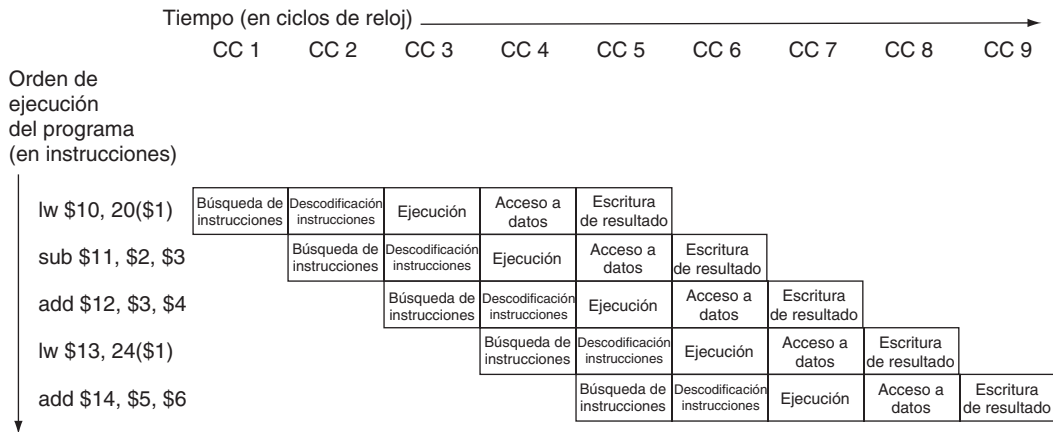 Tiempo (en ciclos de reloj)
CC 1 CC 2 CC 3 CC 4 CC 5 CC 6 CC 7 CC 8 CC 9
Orden de
ejecución
del programa
(en instrucciones)
lw $10, 20($1)
Búsqueda de
instrucciones
Descodificación
instrucciones
Ejecución
Acceso a
datos
Escritura
de resultado
sub $11, $2, $3
Búsqueda de
instrucciones
Descodificación
instrucciones
Ejecución
Acceso a
datos
Escritura
de resultado
add $12, $3, $4
Búsqueda de
instrucciones
Descodificación
instrucciones
Ejecución
Acceso a
datos
Escritura
de resultado
lw $13, 24($1)
Búsqueda de
instrucciones
Descodificación
instrucciones
Ejecución
Acceso a
datos
Escritura
de resultado
add $14, $5, $6
Búsqueda de
instrucciones
Descodificación
instrucciones
Ejecución
Acceso a
datos
Escritura
de resultado